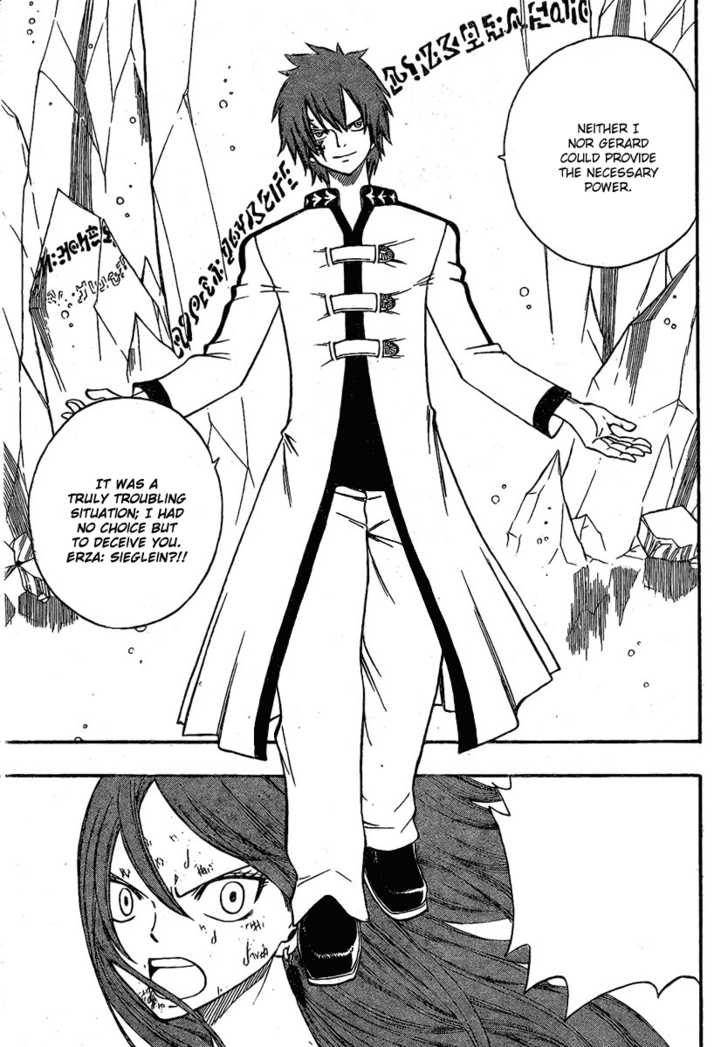 NEITHER I
NOR GERARD
COULD PROVIDE
THE NECESSARY
POWER.
IT WAS A
TRULY TROUBLING
SITUATION; I HAD
NO CHOICE BUT
TO DECEIVE YOU.
ERZA: SIEGLEIN?!!